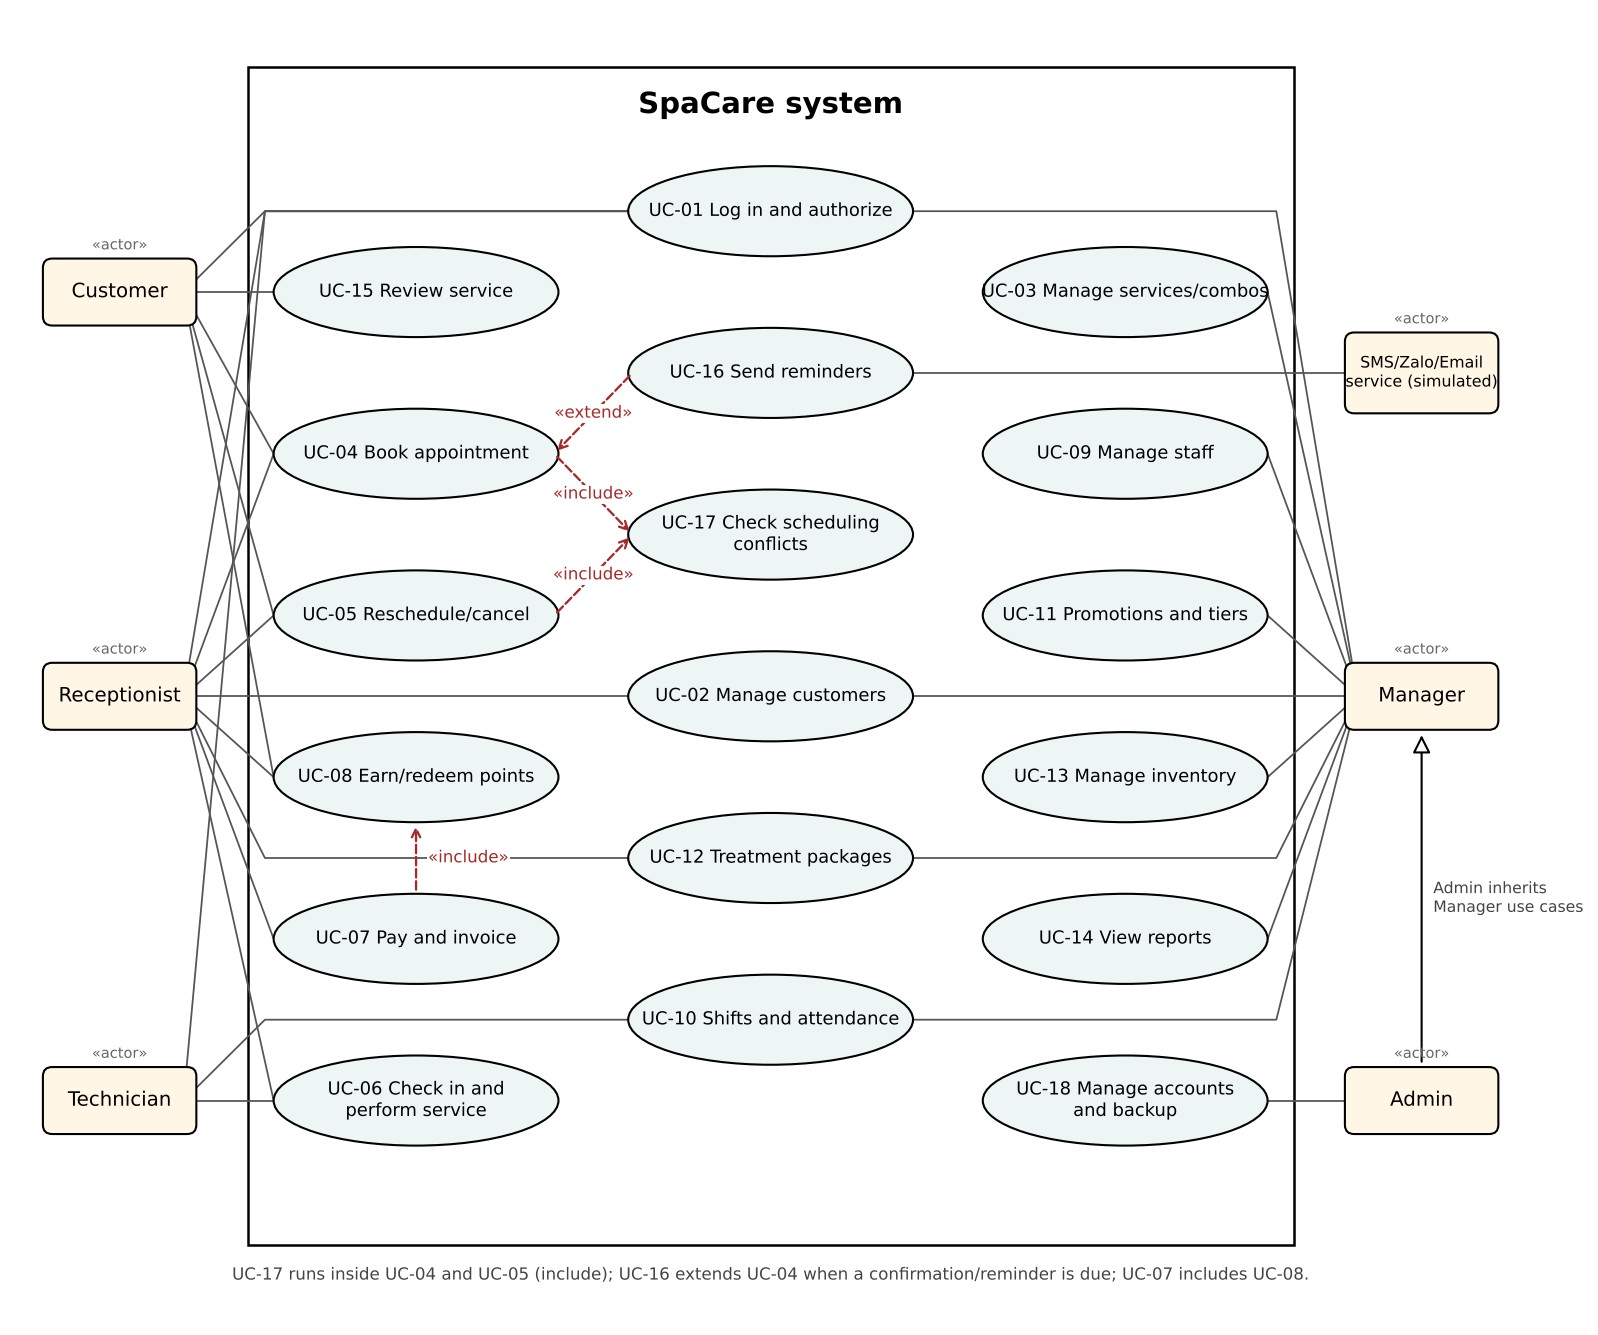 SpaCare system
UC-01 Log in and authorize
«actor»
Customer
UC-15 Review service
UC-03 Manage services/combos
«actor»
SMS/Zalo/Email
service (simulated)
UC-16 Send reminders
«extend»
UC-04 Book appointment
UC-09 Manage staff
«include»
UC-17 Check scheduling
conflicts
«include»
UC-05 Reschedule/cancel
UC-11 Promotions and tiers
«actor»
Receptionist
UC-02 Manage customers
«actor»
Manager
UC-08 Earn/redeem points
UC-13 Manage inventory
«include»
UC-12 Treatment packages
Admin inherits
Manager use cases
UC-07 Pay and invoice
UC-14 View reports
UC-10 Shifts and attendance
«actor»
Technician
UC-06 Check in and
perform service
UC-18 Manage accounts
and backup
«actor»
Admin
UC-17 runs inside UC-04 and UC-05 (include); UC-16 extends UC-04 when a confirmation/reminder is due; UC-07 includes UC-08.